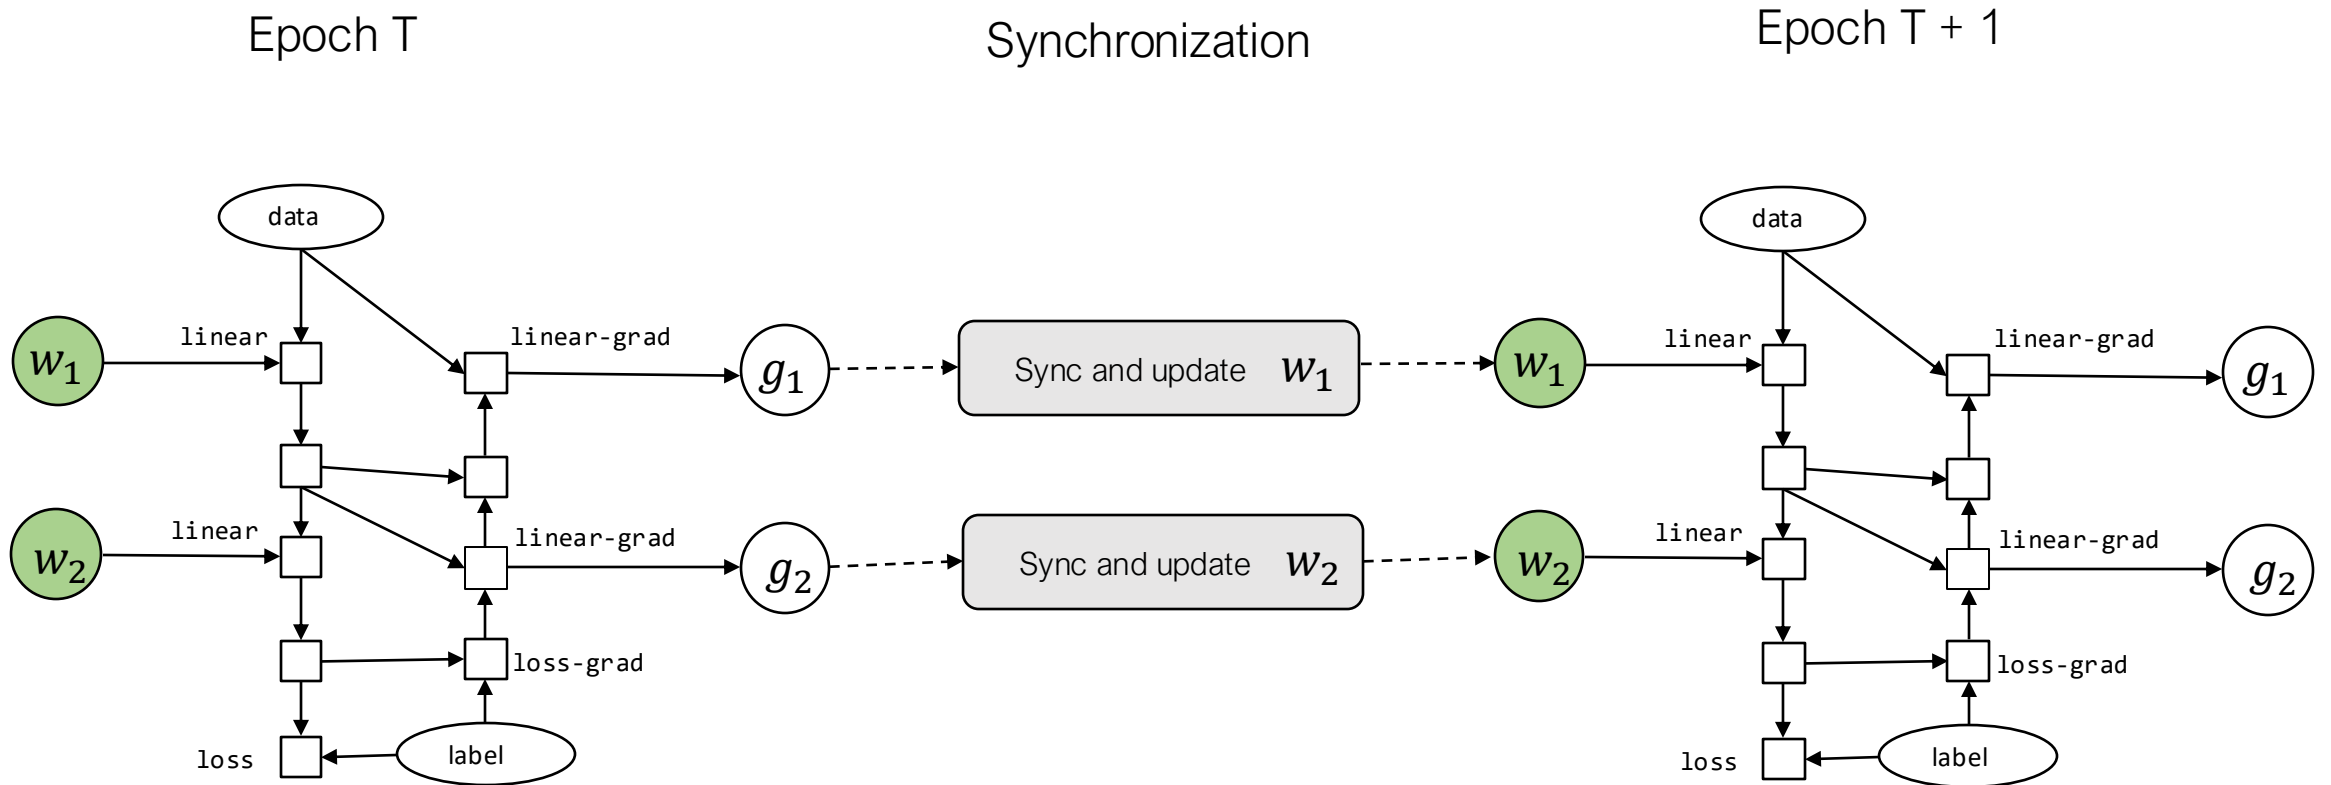 Epoch T
Synchronization
Epoch T + 1
data
data
linear
linear-grad
linear
linear-grad
w₁
g₁
Sync and update w₁
w₁
g₁
linear
linear-grad
linear
linear-grad
w₂
g₂
Sync and update w₂
w₂
g₂
loss-grad
loss-grad
loss
label
loss
label